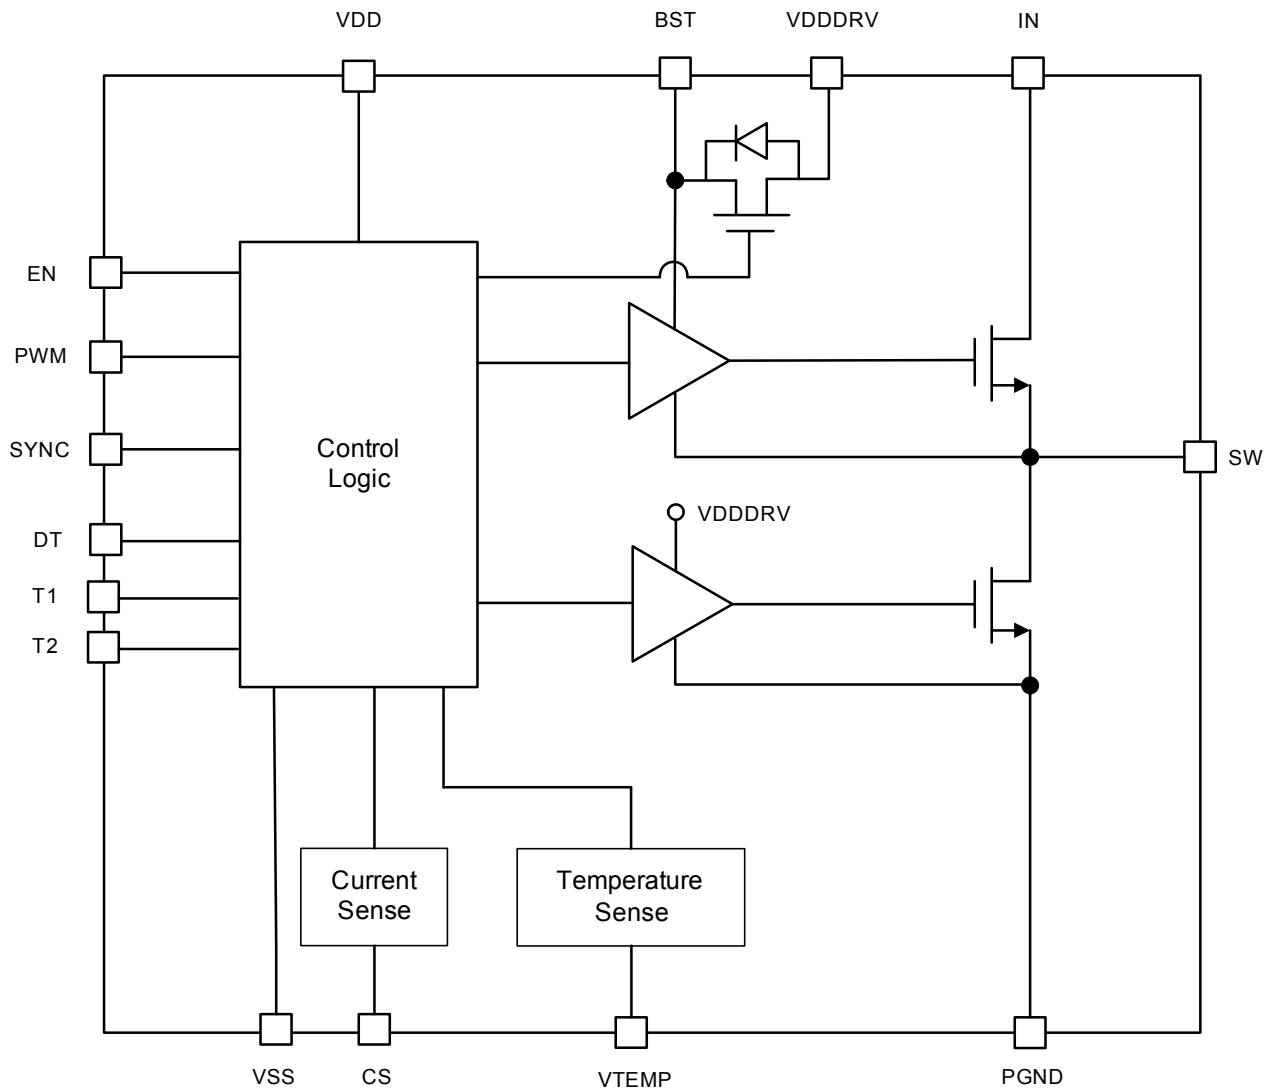 VDD
BST
VDDDRV
IN
EN
PWM
SYNC
DT
T1
T2
Control
Logic
SW
VDDDRV
Current
Sense
Temperature
Sense
VSS
CS
VTEMP
PGND